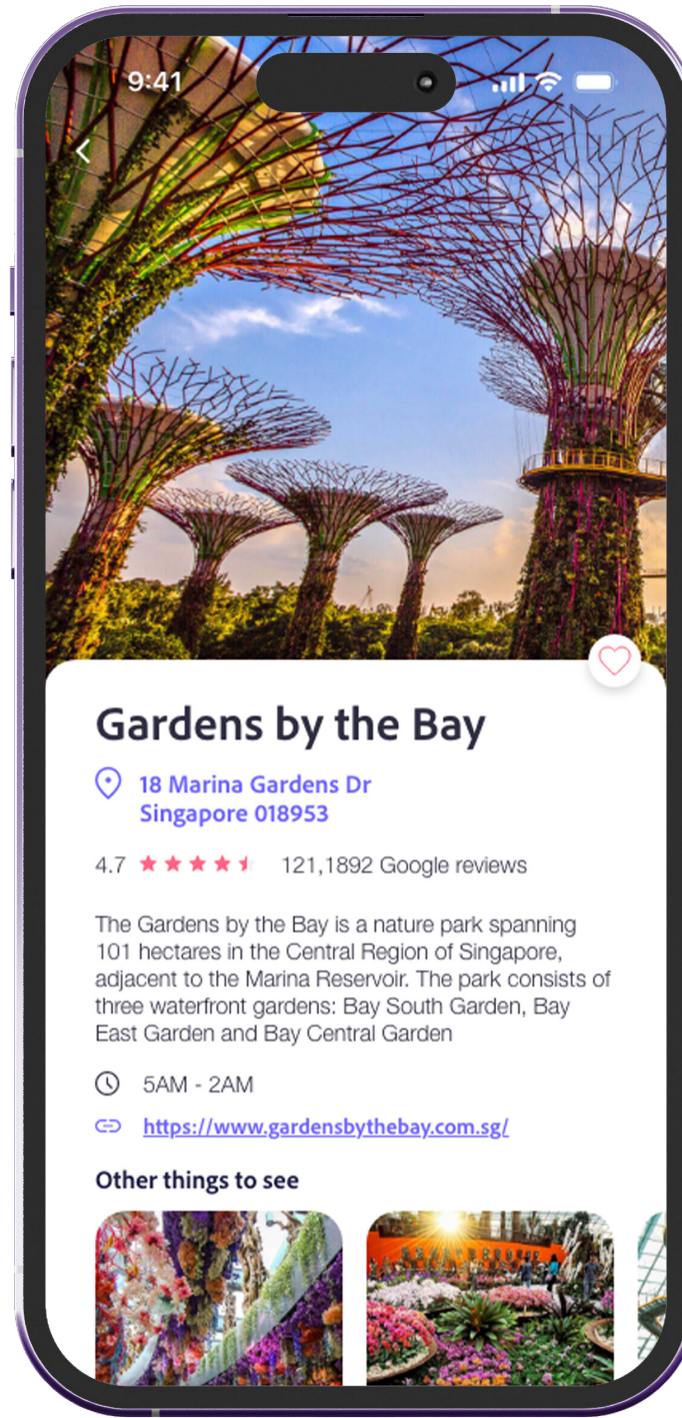 9:41
Gardens by the Bay
18 Marina Gardens Dr
Singapore 018953
4.7 121,1892 Google reviews
The Gardens by the Bay is a nature park spanning
101 hectares in the Central Region of Singapore,
adjacent to the Marina Reservoir. The park consists of
three waterfront gardens: Bay South Garden, Bay
East Garden and Bay Central Garden
5AM - 2AM
https://www.gardensbythebay.com.sg/
Other things to see